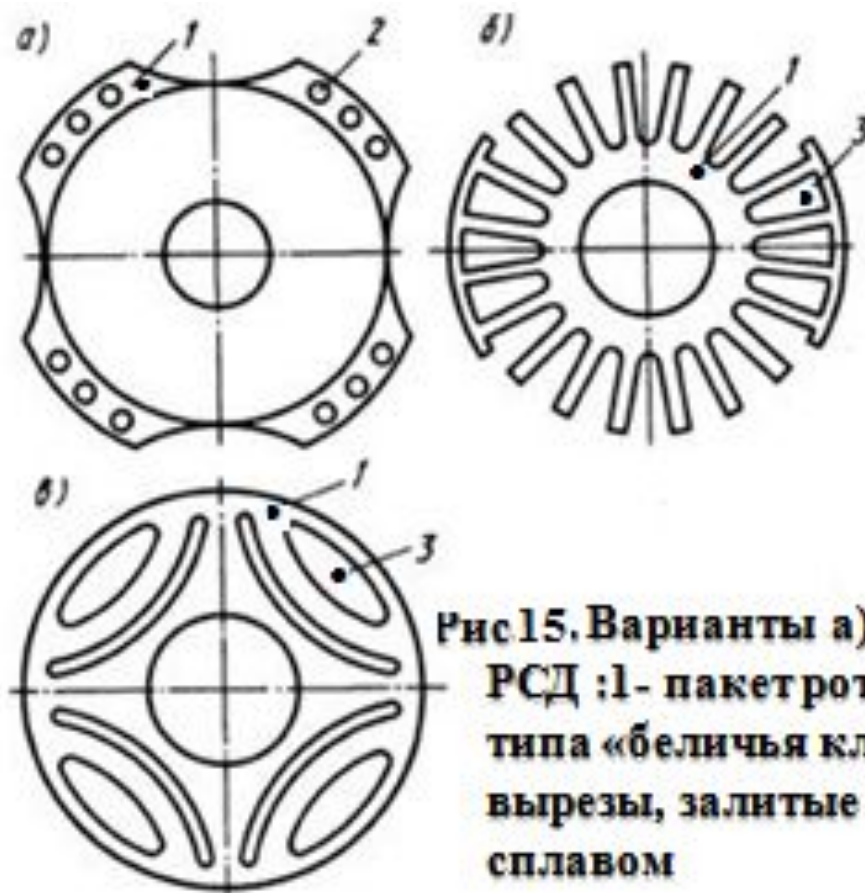 а)
1
2
б)
1
3
в)
1
3
Рис15. Варианты а)
РСД :1- пакет рот
типа «беличья кл
вырезы, залитые
сплавом